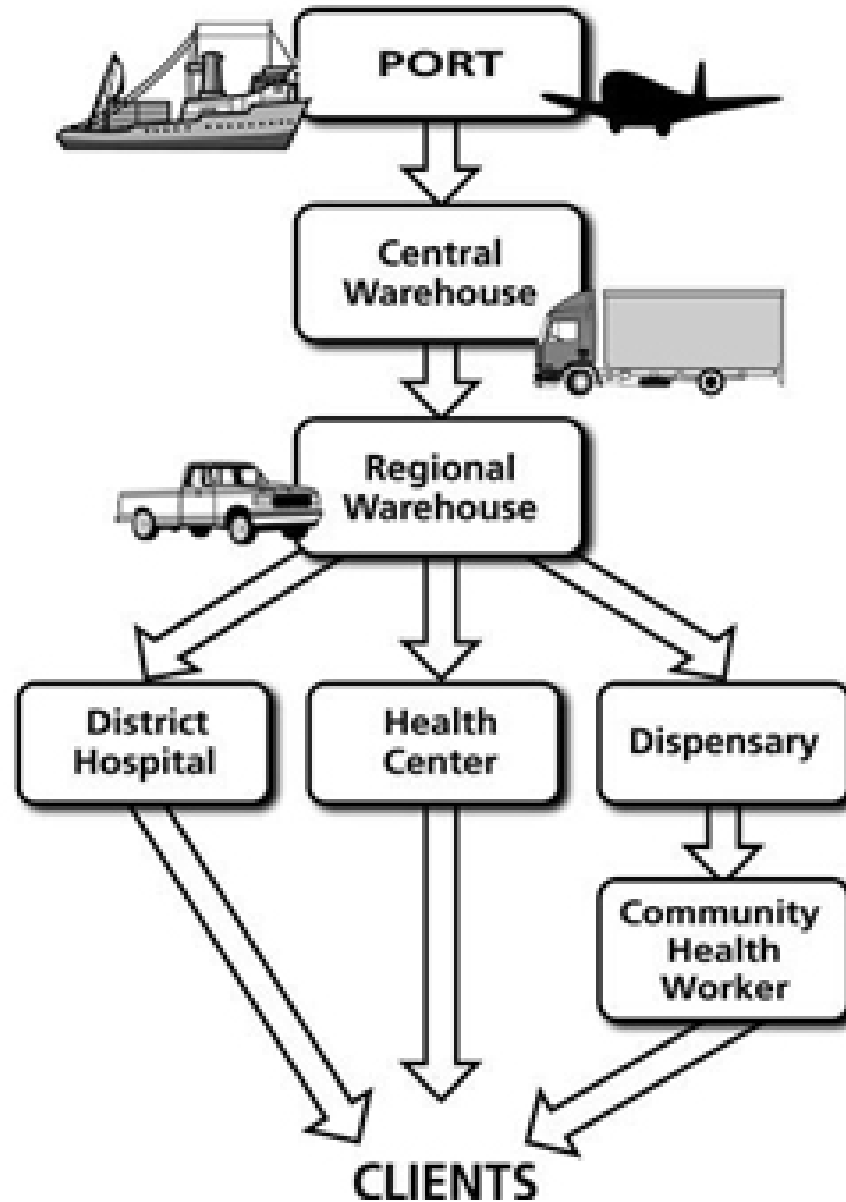 PORT
Central
Warehouse
Regional
Warehouse
District
Hospital
Health
Center
Dispensary
Community
Health
Worker
CLIENTS